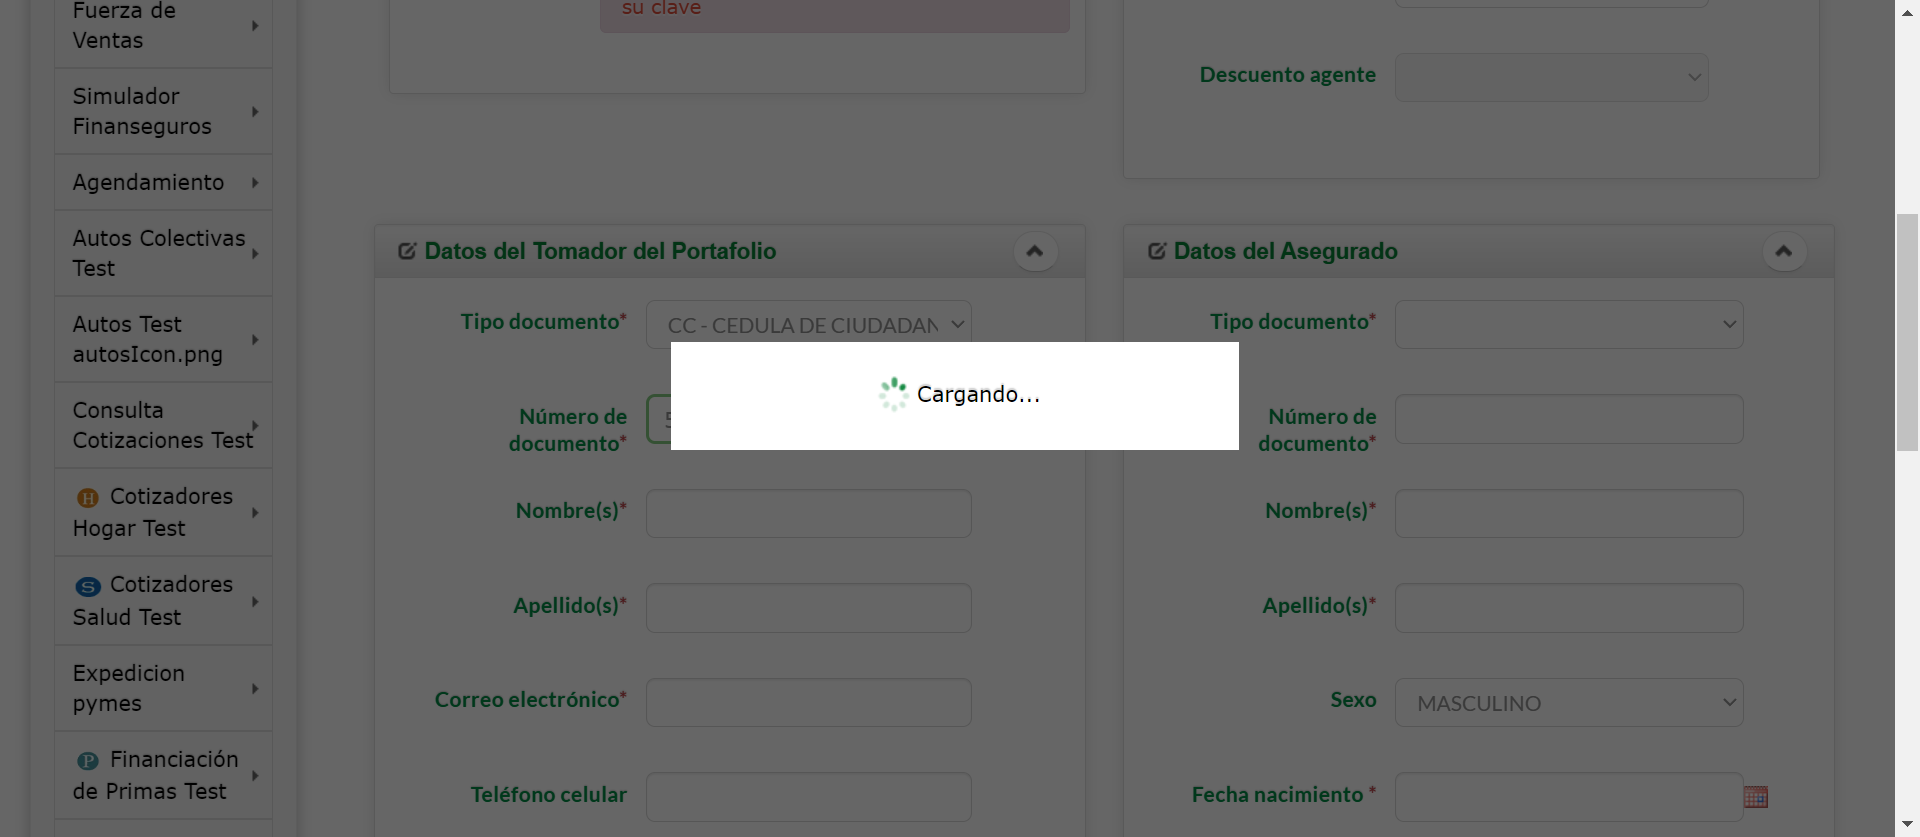 Fuerza de
Ventas
Simulador
Finanseguros
Agendamiento
Autos Colectivas
Test
Autos Test
autosIcon.png
Consulta
Cotizaciones Test
H Cotizadores
Hogar Test
S Cotizadores
Salud Test
Expedicion
pymes
P Financiación
de Primas Test
su clave
Descuento agente
Datos del Tomador del Portafolio
Tipo documento*
CC - CEDULA DE CIUDADAN
Número de
documento*
Nombre(s)*
Apellido(s)*
Correo electrónico*
Teléfono celular
Cargando...
Datos del Asegurado
Tipo documento*
Número de
documento*
Nombre(s)*
Apellido(s)*
Sexo
MASCULINO
Fecha nacimiento *